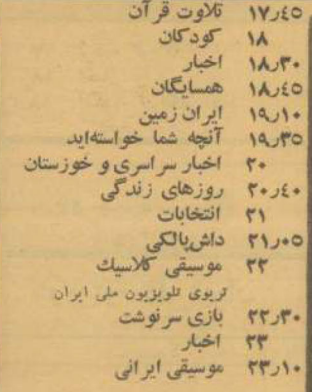 ۱۷٫۴۵ تلاوت قرآن
۱۸ کودکان
۱۸٫۳۰ اخبار
۱۸٫۴۵ همسایگان
۱۹٫۱۰ ایران زمین
۱۹٫۳۵ آنچه شما خواسته‌اید
۲۰ اخبار سراسری و خوزستان
۲۰٫۴۰ روزهای زندگی
۲۱ انتخابات
۲۱٫۰۵ داش‌بالکی
۲۲ موسیقی کلاسیك
تریوی تلویزیون ملی ایران
۲۲٫۳۰ بازی سرنوشت
۲۳ اخبار
۲۳٫۱۰ موسیقی ایرانی